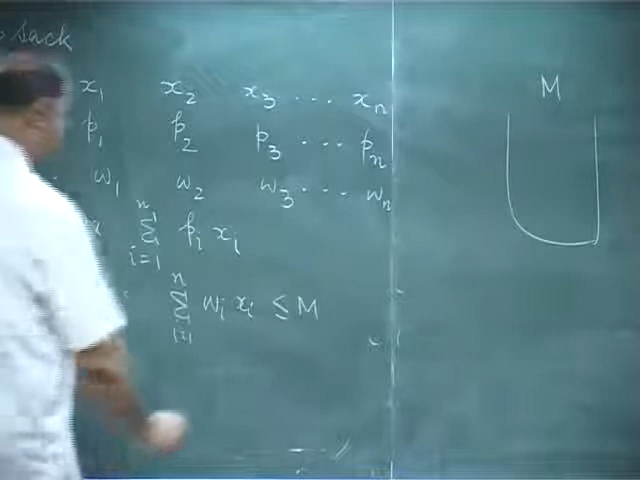 sack
x₁ x₂ x₃ ... xₙ
p₁ p₂ p₃ ... pₙ
w₁ w₂ w₃ ... wₙ
x n Σ i=1 pᵢ xᵢ
n Σ i=1 wᵢ xᵢ ≤ M
M